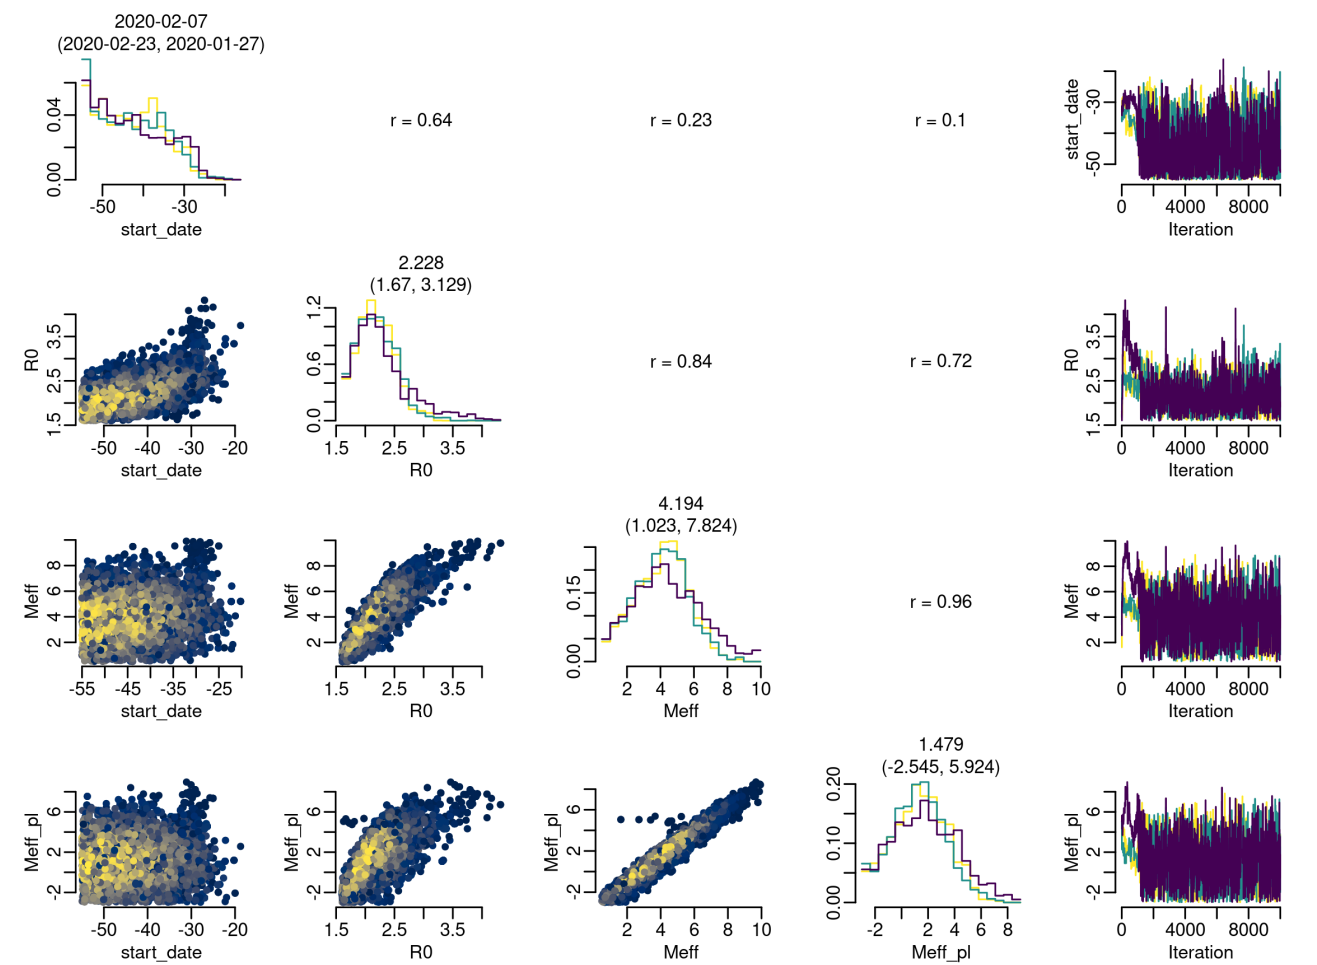 2020-02-07
(2020-02-23, 2020-01-27)
0.00 0.04
-50 -30
start_date
r = 0.64
r = 0.23
r = 0.1
start_date
-50 -30
0 4000 8000
Iteration
R0
1.5 2.5 3.5
-50 -40 -30 -20
start_date
2.228
(1.67, 3.129)
0.0 0.6 1.2
1.5 2.5 3.5
R0
r = 0.84
r = 0.72
R0
1.5 2.5 3.5
0 4000 8000
Iteration
Meff
2 4 6 8
-55 -45 -35 -25
start_date
Meff
2 4 6 8
1.5 2.5 3.5
R0
4.194
(1.023, 7.824)
0.00 0.15
2 4 6 8 10
Meff
r = 0.96
Meff
2 4 6 8
0 4000 8000
Iteration
Meff_pl
-2 2 6
-50 -40 -30 -20
start_date
Meff_pl
-2 2 6
1.5 2.5 3.5
R0
Meff_pl
-2 2 6
2 4 6 8 10
Meff
1.479
(-2.545, 5.924)
0.00 0.10 0.20
-2 2 4 6 8
Meff_pl
Meff_pl
-2 2 6
0 4000 8000
Iteration